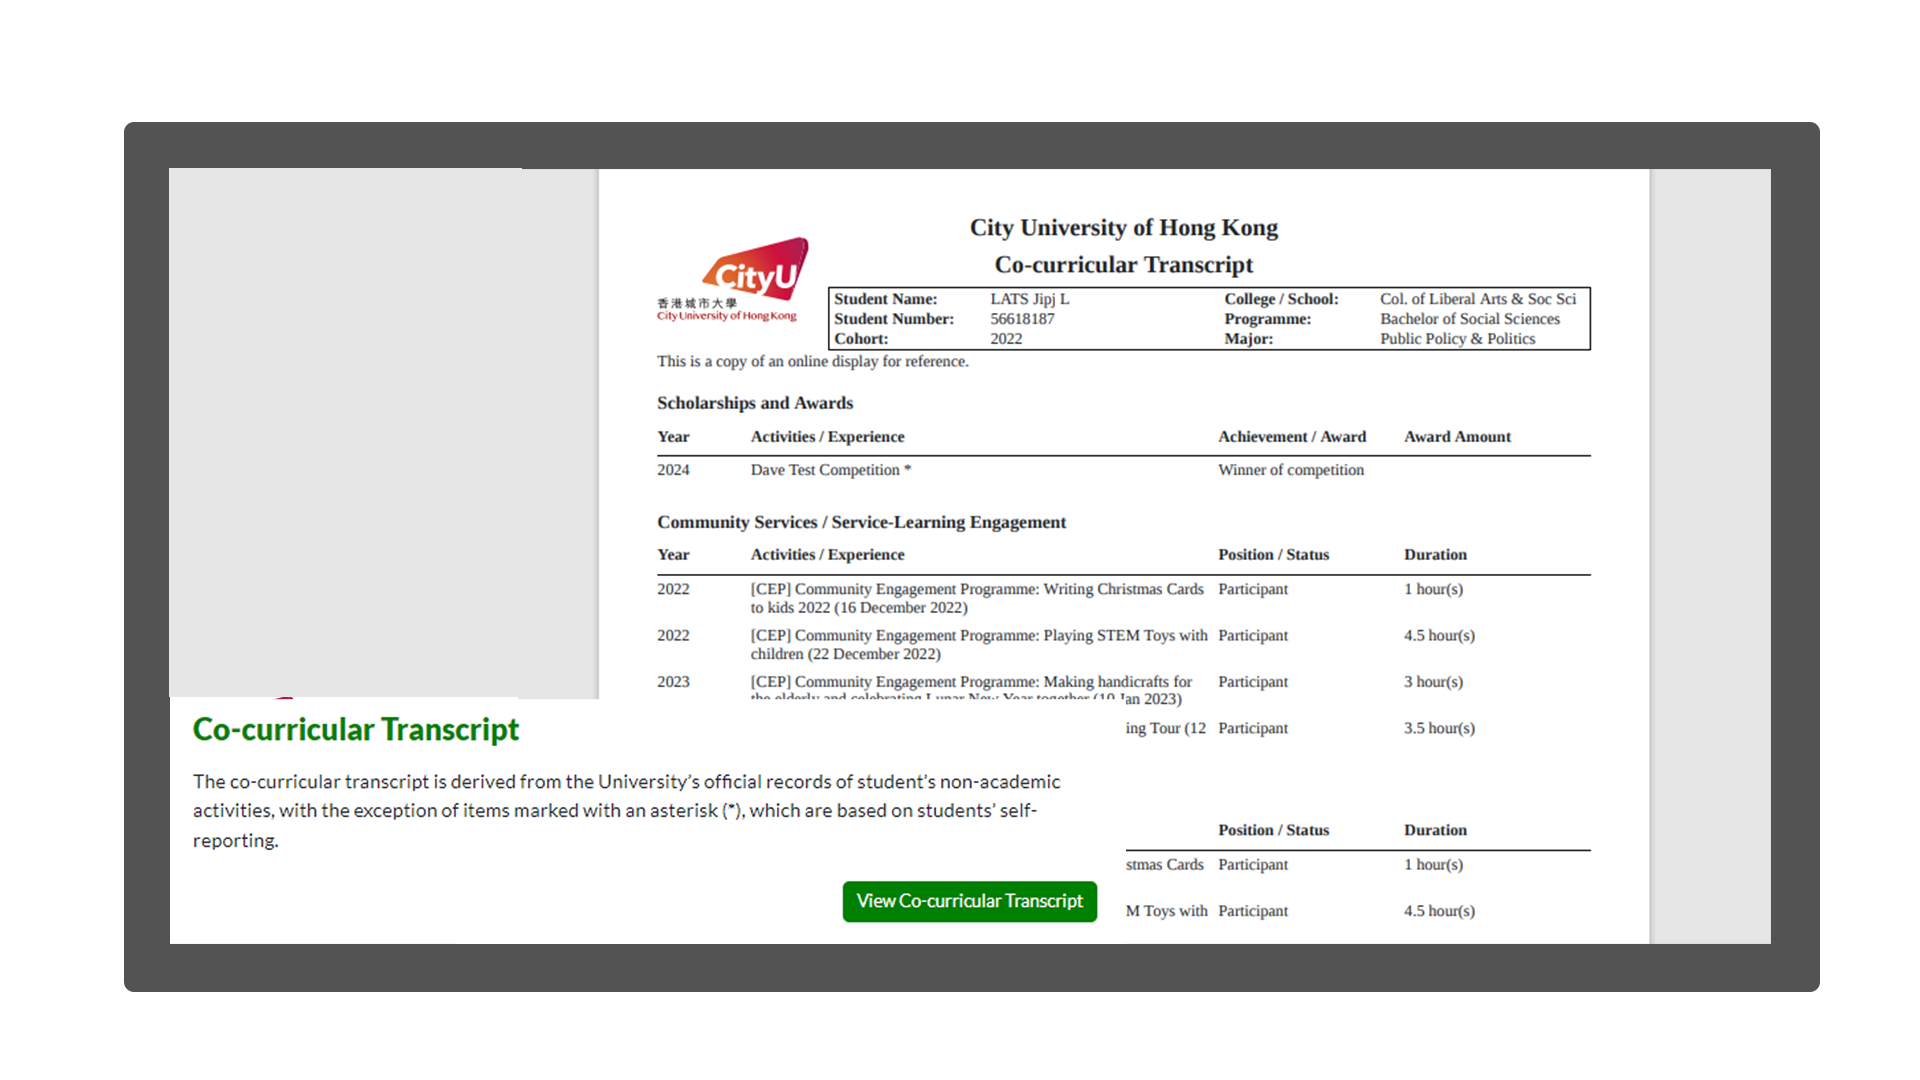 City University of Hong Kong
Co-curricular Transcript
CityU
香港城市大學
City University of Hong Kong
Student Name: LATS Jipj L College / School: Col. of Liberal Arts & Soc Sci
Student Number: 56618187 Programme: Bachelor of Social Sciences
Cohort: 2022 Major: Public Policy & Politics
This is a copy of an online display for reference.
Scholarships and Awards
Year Activities / Experience Achievement / Award Award Amount
2024 Dave Test Competition * Winner of competition
Community Services / Service-Learning Engagement
Year Activities / Experience Position / Status Duration
2022 [CEP] Community Engagement Programme: Writing Christmas Cards Participant 1 hour(s)
to kids 2022 (16 December 2022)
2022 [CEP] Community Engagement Programme: Playing STEM Toys with Participant 4.5 hour(s)
children (22 December 2022)
2023 [CEP] Community Engagement Programme: Making handicrafts for Participant 3 hour(s)
the elderly and celebrating Lunar New Year together (10 Jan 2023)
ing Tour (12 Participant 3.5 hour(s)
Position / Status Duration
stmas Cards Participant 1 hour(s)
M Toys with Participant 4.5 hour(s)
Co-curricular Transcript
The co-curricular transcript is derived from the University’s official records of student’s non-academic
activities, with the exception of items marked with an asterisk (*), which are based on students’ self-
reporting.
View Co-curricular Transcript